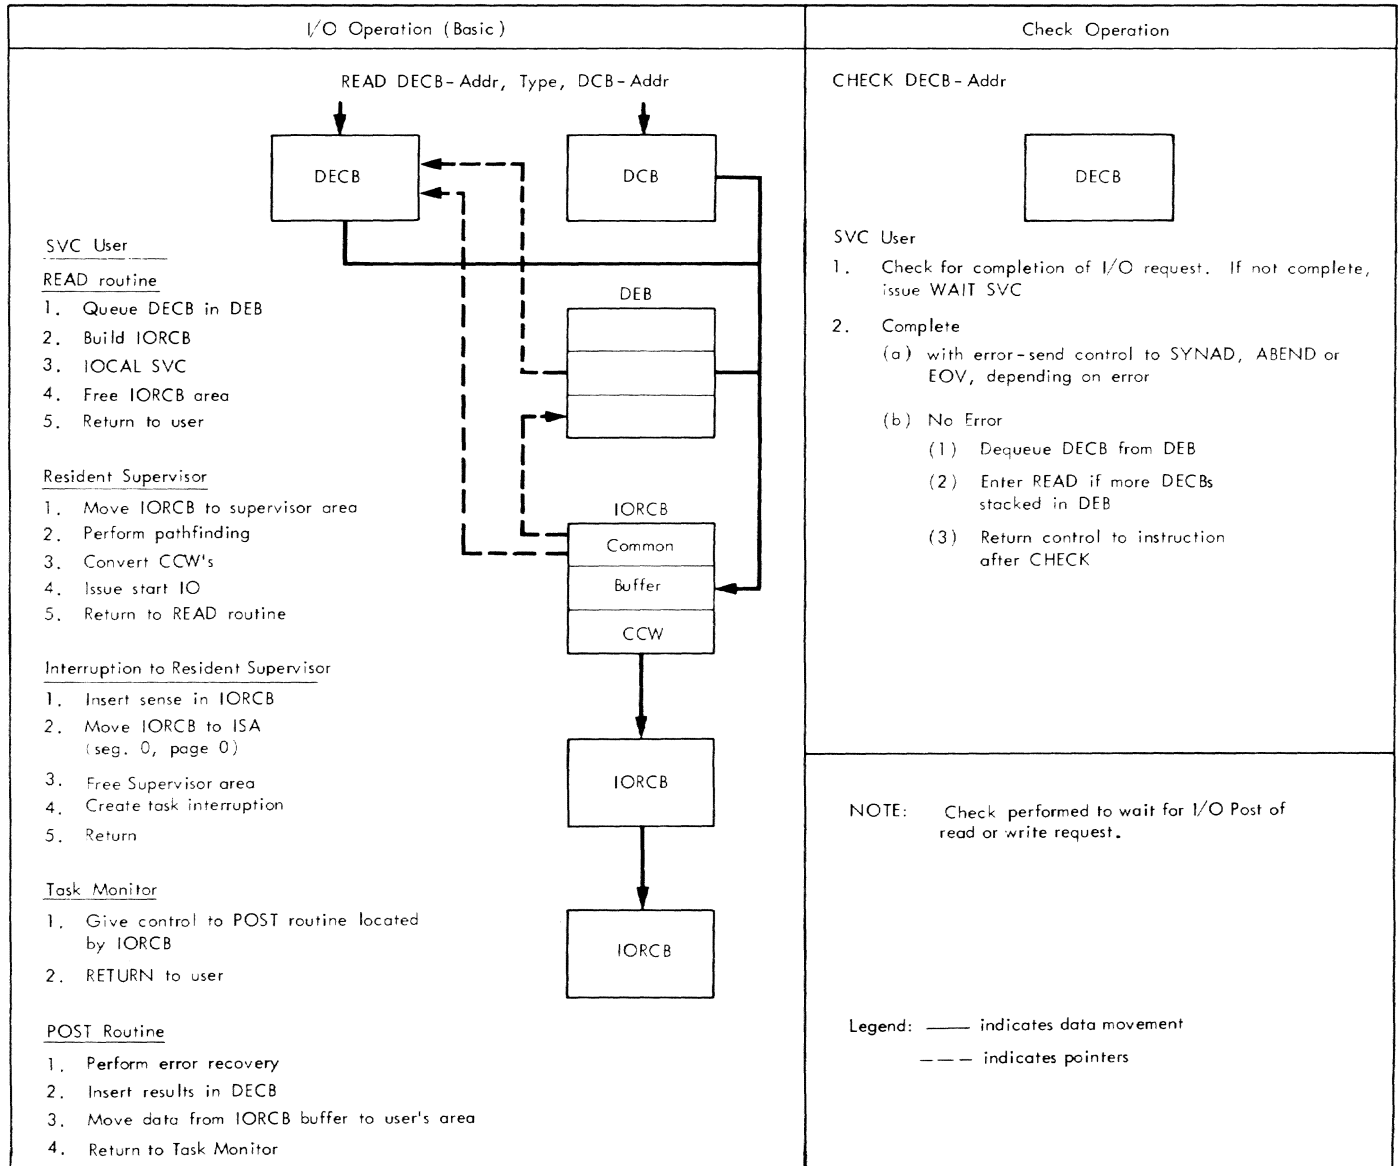 I/O Operation (Basic)
READ DECB-Addr, Type, DCB-Addr
DECB
DCB
SVC User
READ routine
1. Queue DECB in DEB
2. Build IORCB
3. IOCAL SVC
4. Free IORCB area
5. Return to user
DEB
Resident Supervisor
1. Move IORCB to supervisor area
2. Perform pathfinding
3. Convert CCW's
4. Issue start IO
5. Return to READ routine
IORCB
Common
Buffer
CCW
Interruption to Resident Supervisor
1. Insert sense in IORCB
2. Move IORCB to ISA
(seg. 0, page 0)
3. Free Supervisor area
4. Create task interruption
5. Return
IORCB
Task Monitor
1. Give control to POST routine located
by IORCB
2. RETURN to user
IORCB
POST Routine
1. Perform error recovery
2. Insert results in DECB
3. Move data from IORCB buffer to user's area
4. Return to Task Monitor
Check Operation
CHECK DECB-Addr
DECB
SVC User
1. Check for completion of I/O request. If not complete,
issue WAIT SVC
2. Complete
(a) with error-send control to SYNAD, ABEND or
EOV, depending on error
(b) No Error
(1) Dequeue DECB from DEB
(2) Enter READ if more DECBs
stacked in DEB
(3) Return control to instruction
after CHECK
NOTE: Check performed to wait for I/O Post of
read or write request.
Legend: —— indicates data movement
– – – indicates pointers